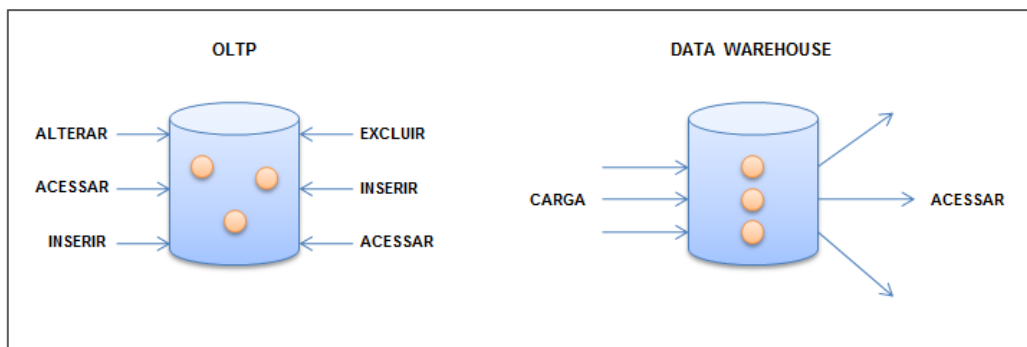 OLTP
ALTERAR
ACESSAR
INSERIR
EXCLUIR
INSERIR
ACESSAR
DATA WAREHOUSE
CARGA
ACESSAR